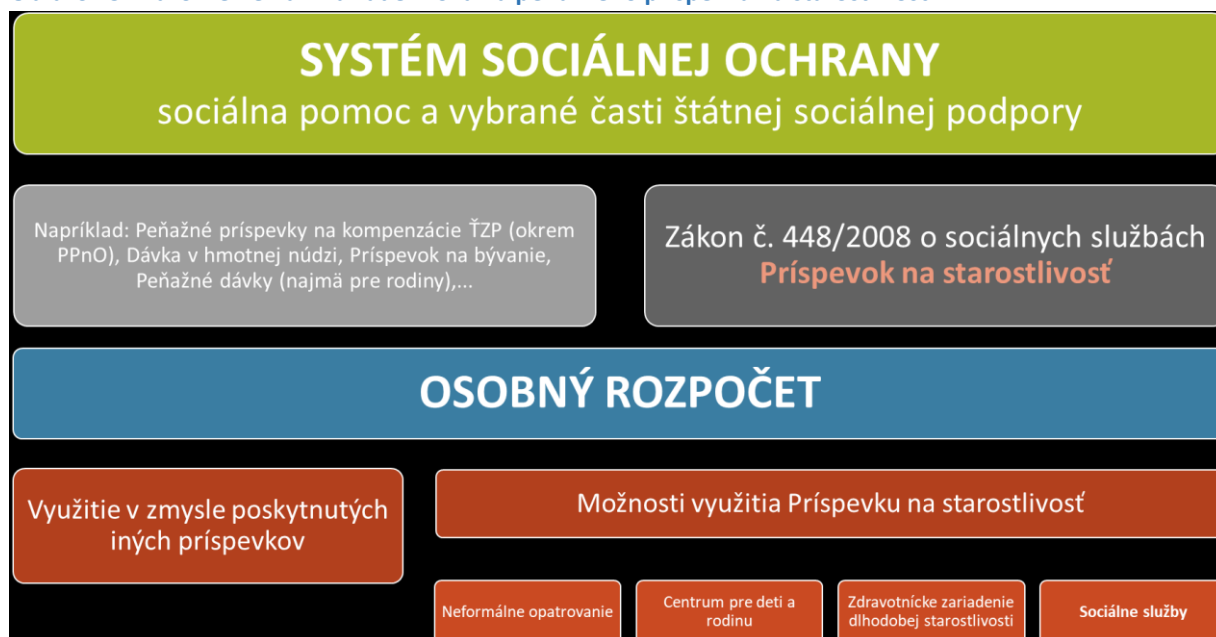 SYSTÉM SOCIÁLNEJ OCHRANY
sociálna pomoc a vybrané časti štátnej sociálnej podpory
Napríklad: Peňažné príspevky na kompenzácie ŤZP (okrem
PPnO), Dávka v hmotnej núdzi, Príspevok na bývanie,
Peňažné dávky (najmä pre rodiny),...
Zákon č. 448/2008 o sociálnych službách
Príspevok na starostlivosť
OSOBNÝ ROZPOČET
Využitie v zmysle poskytnutých
iných príspevkov
Možnosti využitia Príspevku na starostlivosť
Neformálne opatrovanie
Centrum pre deti a
rodinu
Zdravotnícke zariadenie
dlhodobej starostlivosti
Sociálne služby